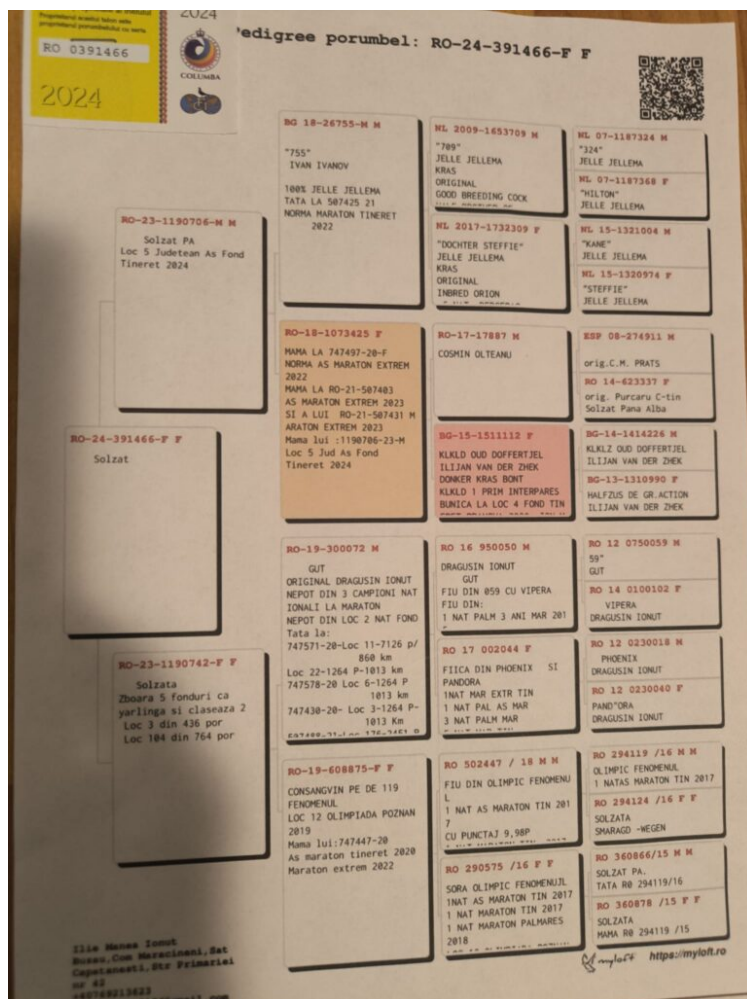 proprietarul porumbelului cu seria
RO 0391466
2024
2024
COLUMBA
Pedigree porumbel: RO-24-391466-F F
RO-24-391466-F F
Solzat
RO-23-1190706-M M
Solzat PA
Loc 5 Judetean As Fond
Tineret 2024
RO-23-1190742-F F
Solzata
Zboara 5 fonduri ca
yarlinga si claseaza 2
Loc 3 din 436 por
Loc 104 din 764 por
BG 18-26755-M M
"755"
IVAN IVANOV
100% JELLE JELLEMA
TATA LA 507425 21
NORMA MARATON TINERET
2022
RO-18-1073425 F
MAMA LA 747497-20-F
NORMA AS MARATON EXTREM
2022
MAMA LA RO-21-507403
AS MARATON EXTREM 2023
SI A LUI RO-21-507431 M
ARATON EXTREM 2023
Mama lui :1190706-23-M
Loc 5 Jud As Fond
Tineret 2024
RO-19-300072 M
GUT
ORIGINAL DRAGUSIN IONUT
NEPOT DIN 3 CAMPIONI NAT
IONALI LA MARATON
NEPOT DIN LOC 2 NAT FOND
Tata la:
747571-20-Loc 11-7126 p/
860 km
Loc 22-1264 P-1013 km
747578-20 Loc 6-1264 P
1013 km
747430-20- Loc 3-1264 P-
1013 Km
RO-19-608875-F F
CONSANGVIN PE DE 119
FENOMENUL
LOC 12 OLIMPIADA POZNAN
2019
Mama lui:747447-20
As maraton tineret 2020
Maraton extrem 2022
NL 2009-1653709 M
"709"
JELLE JELLEMA
KRAS
ORIGINAL
GOOD BREEDING COCK
NL 2017-1732309 F
"DOCHTER STEFFIE"
JELLE JELLEMA
KRAS
ORIGINAL
INBRED ORION
RO-17-17887 M
COSMIN OLTEANU
BG-15-1511112 F
KLKLD OUD DOFFERTJEL
ILIJAN VAN DER ZHEK
DONKER KRAS BONT
KLKLD 1 PRIM INTERPARES
BUNICA LA LOC 4 FOND TIN
RO 16 950050 M
DRAGUSIN IONUT
GUT
FIU DIN 059 CU VIPERA
FIU DIN:
1 NAT PALM 3 ANI MAR 201
RO 17 002044 F
FIICA DIN PHOENIX SI
PANDORA
1NAT MAR EXTR TIN
1 NAT PAL AS MAR
3 NAT PALM MAR
RO 502447 / 18 M M
FIU DIN OLIMPIC FENOMENU
L
1 NAT AS MARATON TIN 201
7
CU PUNCTAJ 9,98P
RO 290575 /16 F F
SORA OLIMPIC FENOMENUJL
1NAT AS MARATON TIN 2017
1 NAT MARATON TIN 2017
1 NAT MARATON PALMARES
2018
NL 07-1187324 M
"324"
JELLE JELLEMA
NL 07-1187368 F
"HILTON"
JELLE JELLEMA
NL 15-1321004 M
"KANE"
JELLE JELLEMA
NL 15-1320974 F
"STEFFIE"
JELLE JELLEMA
ESP 08-274911 M
orig.C.M. PRATS
RO 14-623337 F
orig. Purcaru C-tin
Solzat Pana Alba
BG-14-1414226 M
KLKLZ OUD DOFFERTJEL
ILIJAN VAN DER ZHEK
BG-13-1310990 F
HALFZUS DE GR.ACTION
ILIJAN VAN DER ZHEK
RO 12 0750059 M
59"
GUT
RO 14 0100102 F
VIPERA
DRAGUSIN IONUT
RO 12 0230018 M
PHOENIX
DRAGUSIN IONUT
RO 12 0230040 F
PAND"ORA
DRAGUSIN IONUT
RO 294119 /16 M M
OLIMPIC FENOMENUL
1 NATAS MARATON TIN 2017
RO 294124 /16 F F
SOLZATA
SMARAGD -WEGEN
RO 360866/15 M M
SOLZAT PA.
TATA R0 294119/16
RO 360878 /15 F F
SOLZATA
MAMA R0 294119 /15
Ilie Manea Ionut
Buzau,Com Maracineni,Sat
Capatanesti,Str Primariei
nr 42
myloft https://myloft.ro